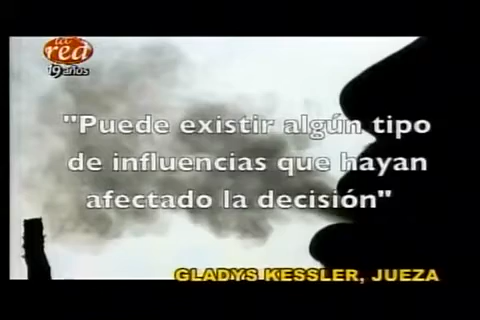 la
red
19 años
"Puede existir algún tipo
de influencias que hayan
afectado la decisión"
GLADYS KESSLER, JUEZA